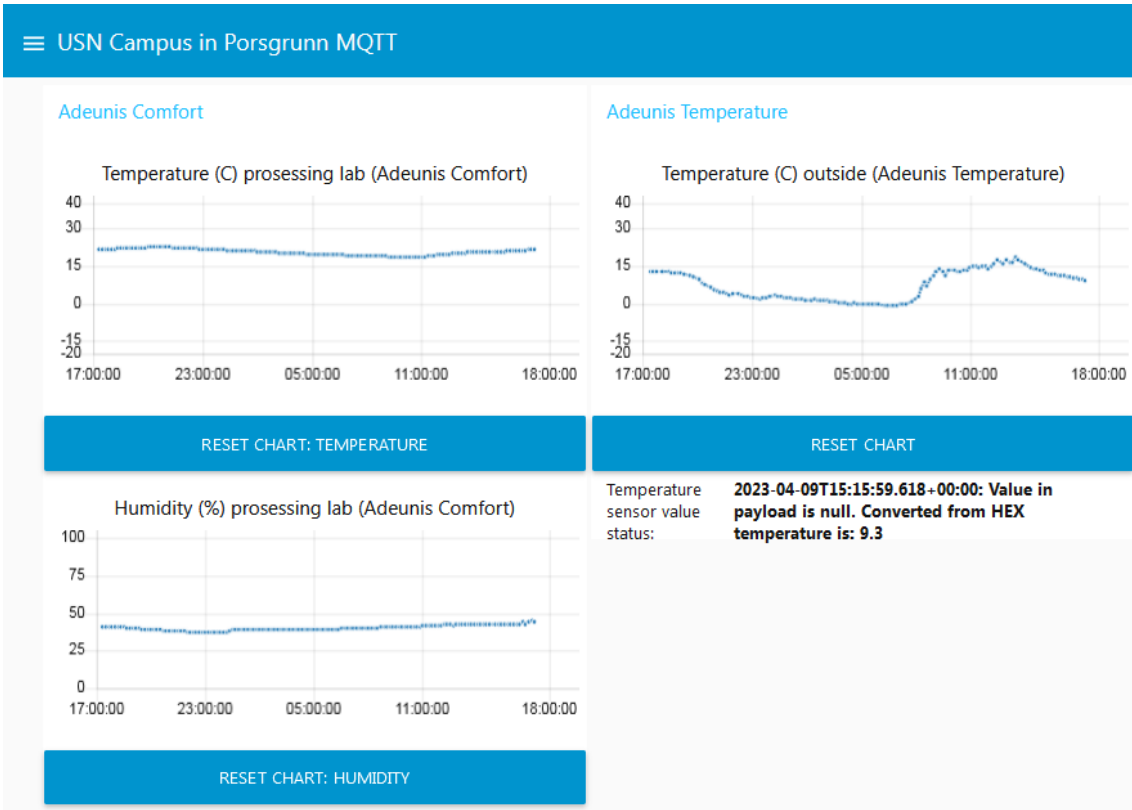 USN Campus in Porsgrunn MQTT
Adeunis Comfort
Temperature (C) prosessing lab (Adeunis Comfort)
40
30
15
0
-15
-20
17:00:00 23:00:00 05:00:00 11:00:00 18:00:00
RESET CHART: TEMPERATURE
Humidity (%) prosessing lab (Adeunis Comfort)
100
75
50
25
0
17:00:00 23:00:00 05:00:00 11:00:00 18:00:00
RESET CHART: HUMIDITY
Adeunis Temperature
Temperature (C) outside (Adeunis Temperature)
40
30
15
0
-15
-20
17:00:00 23:00:00 05:00:00 11:00:00 18:00:00
RESET CHART
Temperature
sensor value
status:
2023-04-09T15:15:59.618+00:00: Value in
payload is null. Converted from HEX
temperature is: 9.3